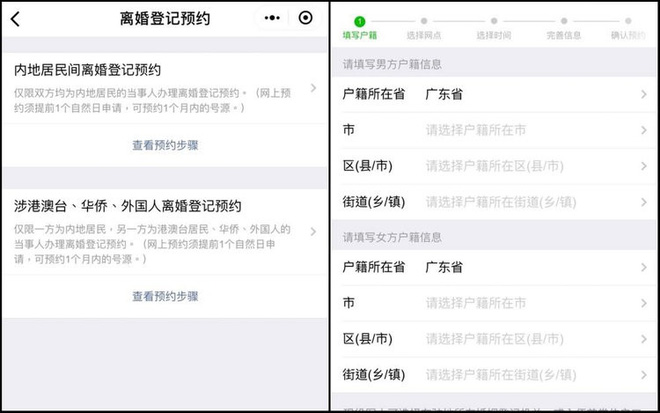 离婚登记预约
内地居民间离婚登记预约
仅限双方均为内地居民的当事人办理离婚登记预约。（网上预
约须提前1个自然日申请，可预约1个月内的号源。）
查看预约步骤
涉港澳台、华侨、外国人离婚登记预约
仅限一方为内地居民，另一方为港澳台居民、华侨、外国人的
当事人办理离婚登记预约。（网上预约须提前1个自然日申
请，可预约1个月内的号源。）
查看预约步骤
1
填写户籍 选择网点 选择时间 完善信息 确认预约
请填写男方户籍信息
户籍所在省 广东省
市 请选择户籍所在市
区(县/市) 请选择户籍所在区(县/市)
街道(乡/镇) 请选择户籍所在街道(乡/镇)
请填写女方户籍信息
户籍所在省 广东省
市 请选择户籍所在市
区(县/市) 请选择户籍所在区(县/市)
街道(乡/镇) 请选择户籍所在街道(乡/镇)